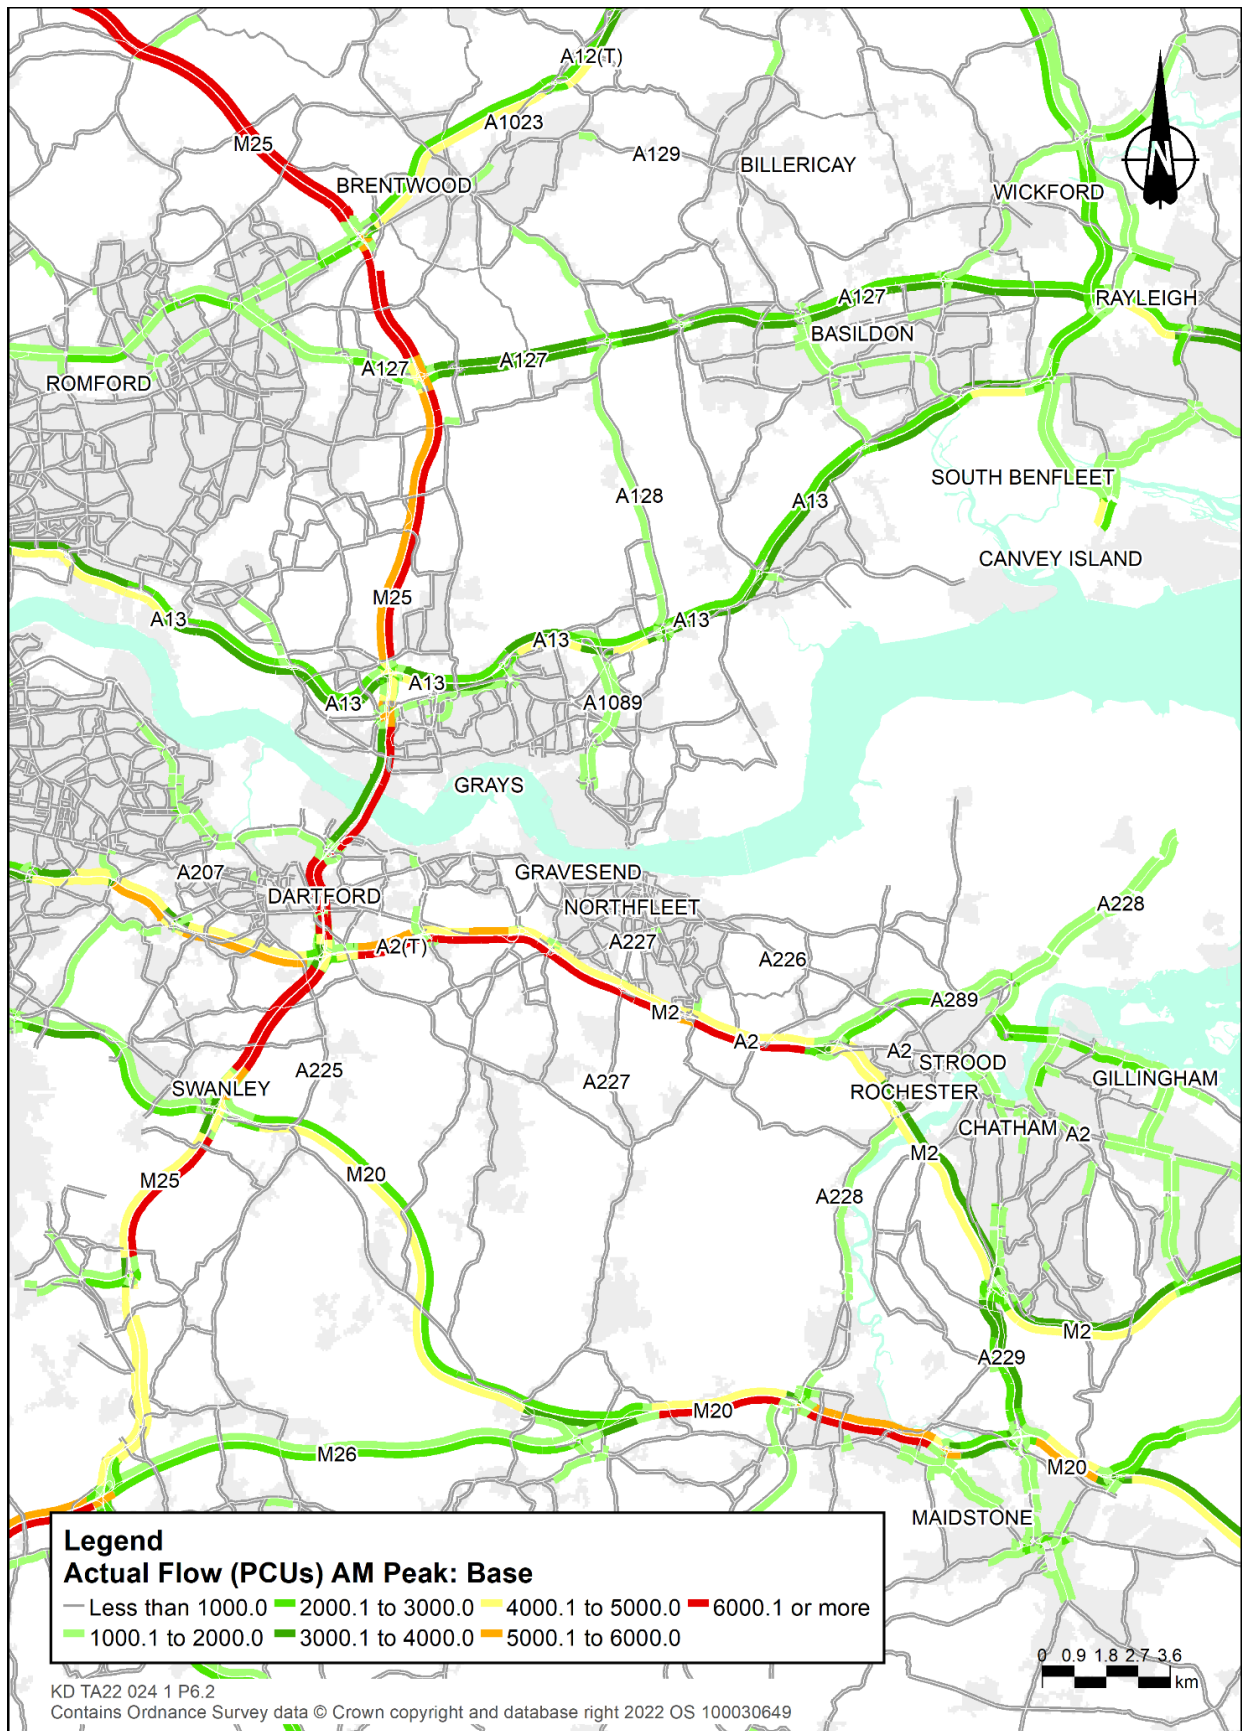 A12(T)
A1023
M25
A129
BILLERICAY
BRENTWOOD
WICKFORD
N
A127
RAYLEIGH
BASILDON
A127
A127
ROMFORD
SOUTH BENFLEET
A128
A13
CANVEY ISLAND
M25
A13
A13
A13
A13
A13
A1089
GRAYS
A207
GRAVESEND
DARTFORD
NORTHFLEET
A228
A227
A2(T)
A226
A289
M2
A2
A2
STROOD
A225
GILLINGHAM
SWANLEY
A227
ROCHESTER
CHATHAM
A2
M2
M20
M25
A228
M2
A229
M20
M26
M20
MAIDSTONE
Legend
Actual Flow (PCUs) AM Peak: Base
Less than 1000.0 2000.1 to 3000.0 4000.1 to 5000.0 6000.1 or more
1000.1 to 2000.0 3000.1 to 4000.0 5000.1 to 6000.0
0 0.9 1.8 2.7 3.6
km
KD TA22 024 1 P6.2
Contains Ordnance Survey data © Crown copyright and database right 2022 OS 100030649